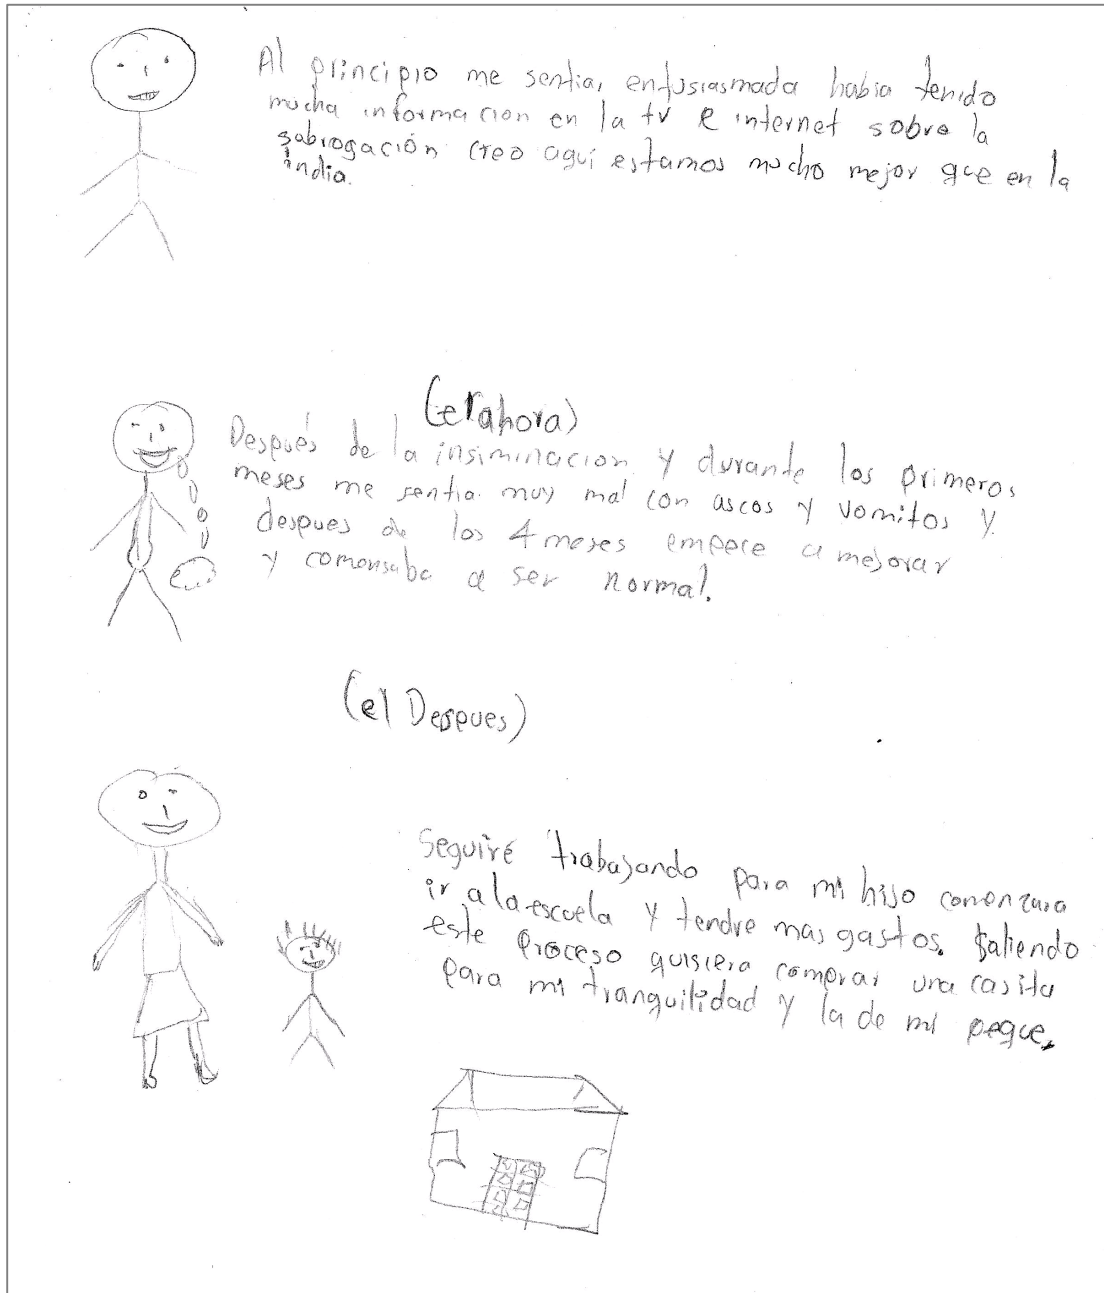 Al principio me sentia, entusiasmada habia tenido
mucha informacion en la tv e internet sobre la
subrogación creo aquí estamos mucho mejor que en la
india.
(el ahora)
Después de la insiminacion y durante los primeros
meses me sentia muy mal con ascos y vomitos y
despues de los 4 meses empece a mejorar
y comensaba a ser normal.
(el Despues)
Seguiré trabajando para mi hijo comenzara
ir a la escuela y tendre mas gastos. Saliendo
este proceso quisiera comprar una casita
para mi tranquilidad y la de mi peque.